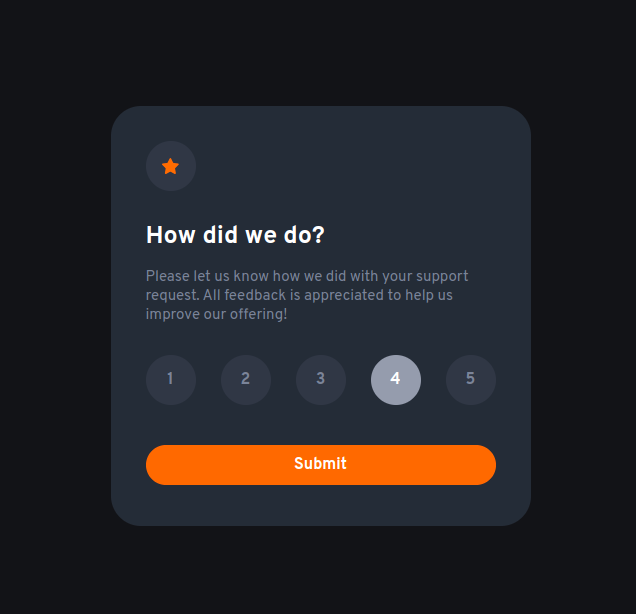 How did we do?
Please let us know how we did with your support
request. All feedback is appreciated to help us
improve our offering!
1 2 3 4 5
Submit